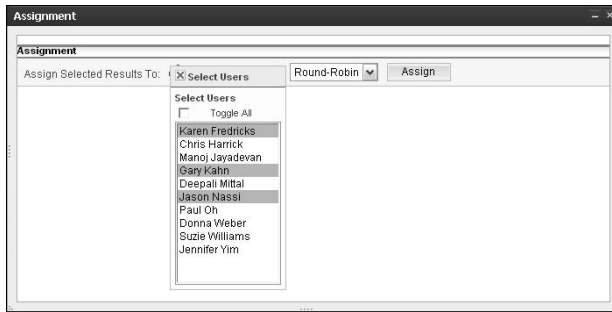 Assignment
Assignment
Assign Selected Results To:
Round-Robin
Assign
Select Users
Select Users
Toggle All
Karen Fredricks
Chris Harrick
Manoj Jayadevan
Gary Kahn
Deepali Mittal
Jason Nassi
Paul Oh
Donna Weber
Suzie Williams
Jennifer Yim